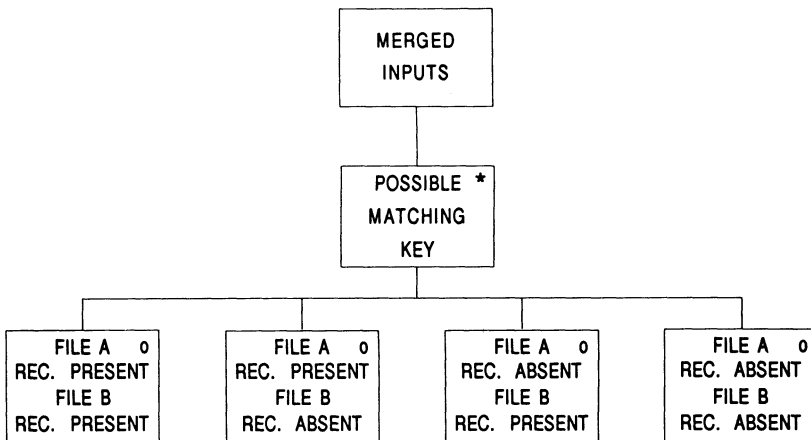 MERGED
INPUTS
POSSIBLE *
MATCHING
KEY
FILE A o
REC. PRESENT
FILE B
REC. PRESENT
FILE A o
REC. PRESENT
FILE B
REC. ABSENT
FILE A o
REC. ABSENT
FILE B
REC. PRESENT
FILE A o
REC. ABSENT
FILE B
REC. ABSENT